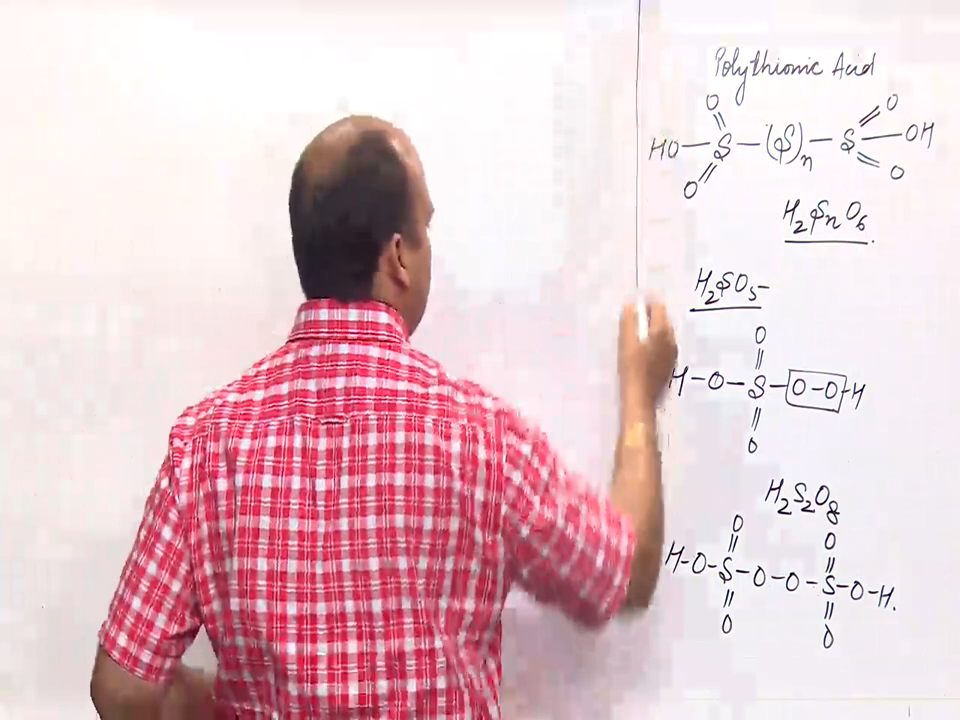 Polythionic Acid
O O
HO-S-(S)n-S-OH
O O
H2SnO6.
H2SO5-
O
||
H-O-S-O-O-H
||
O
H2S2O8
O O
|| ||
H-O-S-O-O-S-O-H.
|| ||
O O